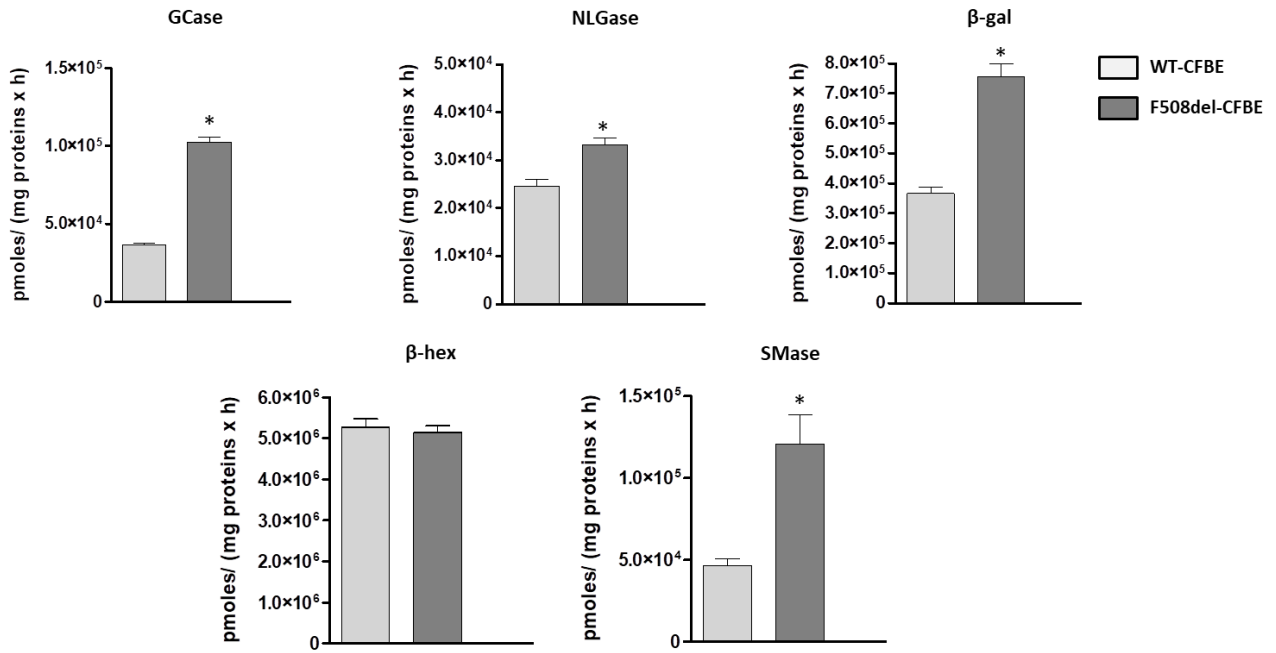 GCase
NLGase
β-gal
pmoles/ (mg proteins x h)
1.5×10⁵
1.0×10⁵
5.0×10⁴
0
*
pmoles/ (mg proteins x h)
5.0×10⁴
4.0×10⁴
3.0×10⁴
2.0×10⁴
1.0×10⁴
0
*
pmoles/ (mg proteins x h)
8.0×10⁵
7.0×10⁵
6.0×10⁵
5.0×10⁵
4.0×10⁵
3.0×10⁵
2.0×10⁵
1.0×10⁵
0
*
WT-CFBE
F508del-CFBE
β-hex
SMase
pmoles/ (mg proteins x h)
6.0×10⁶
5.0×10⁶
4.0×10⁶
3.0×10⁶
2.0×10⁶
1.0×10⁶
0
pmoles/ (mg proteins x h)
1.5×10⁵
1.0×10⁵
5.0×10⁴
0
*